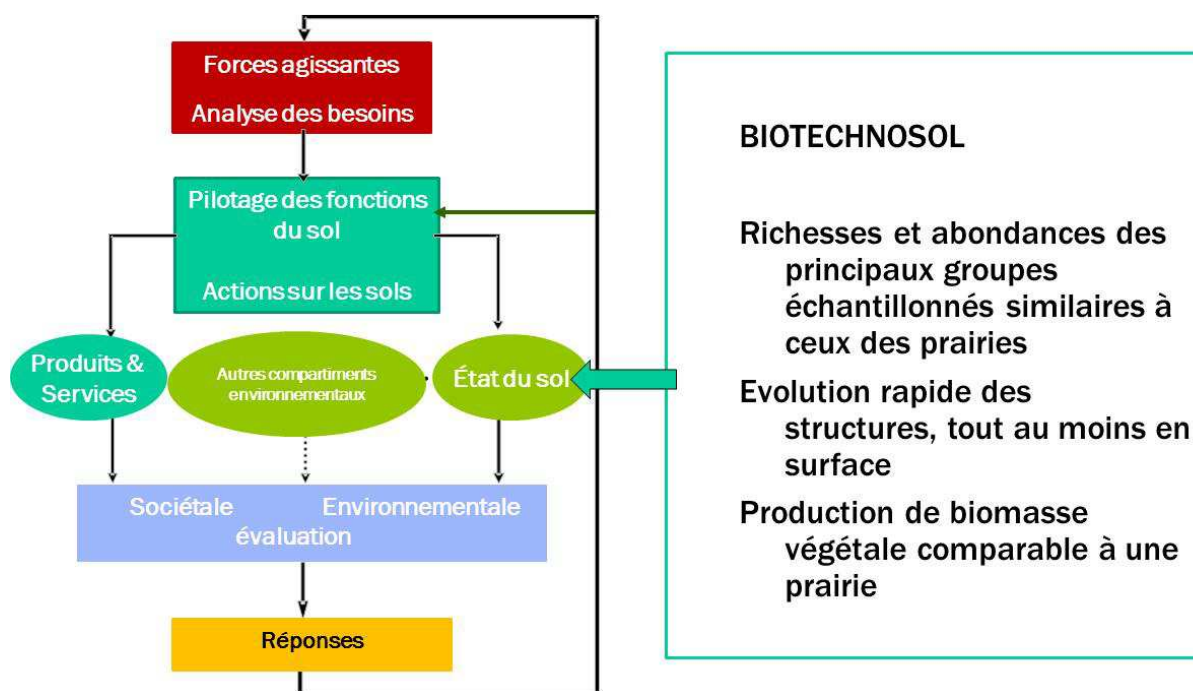 Forces agissantes
Analyse des besoins
Pilotage des fonctions
du sol
Actions sur les sols
Produits &
Services
Autres compartiments
environnementaux
État du sol
Sociétale Environnementale
évaluation
Réponses
BIOTECHNOSOL
Richesses et abondances des
principaux groupes
échantillonnés similaires à
ceux des prairies
Evolution rapide des
structures, tout au moins en
surface
Production de biomasse
végétale comparable à une
prairie